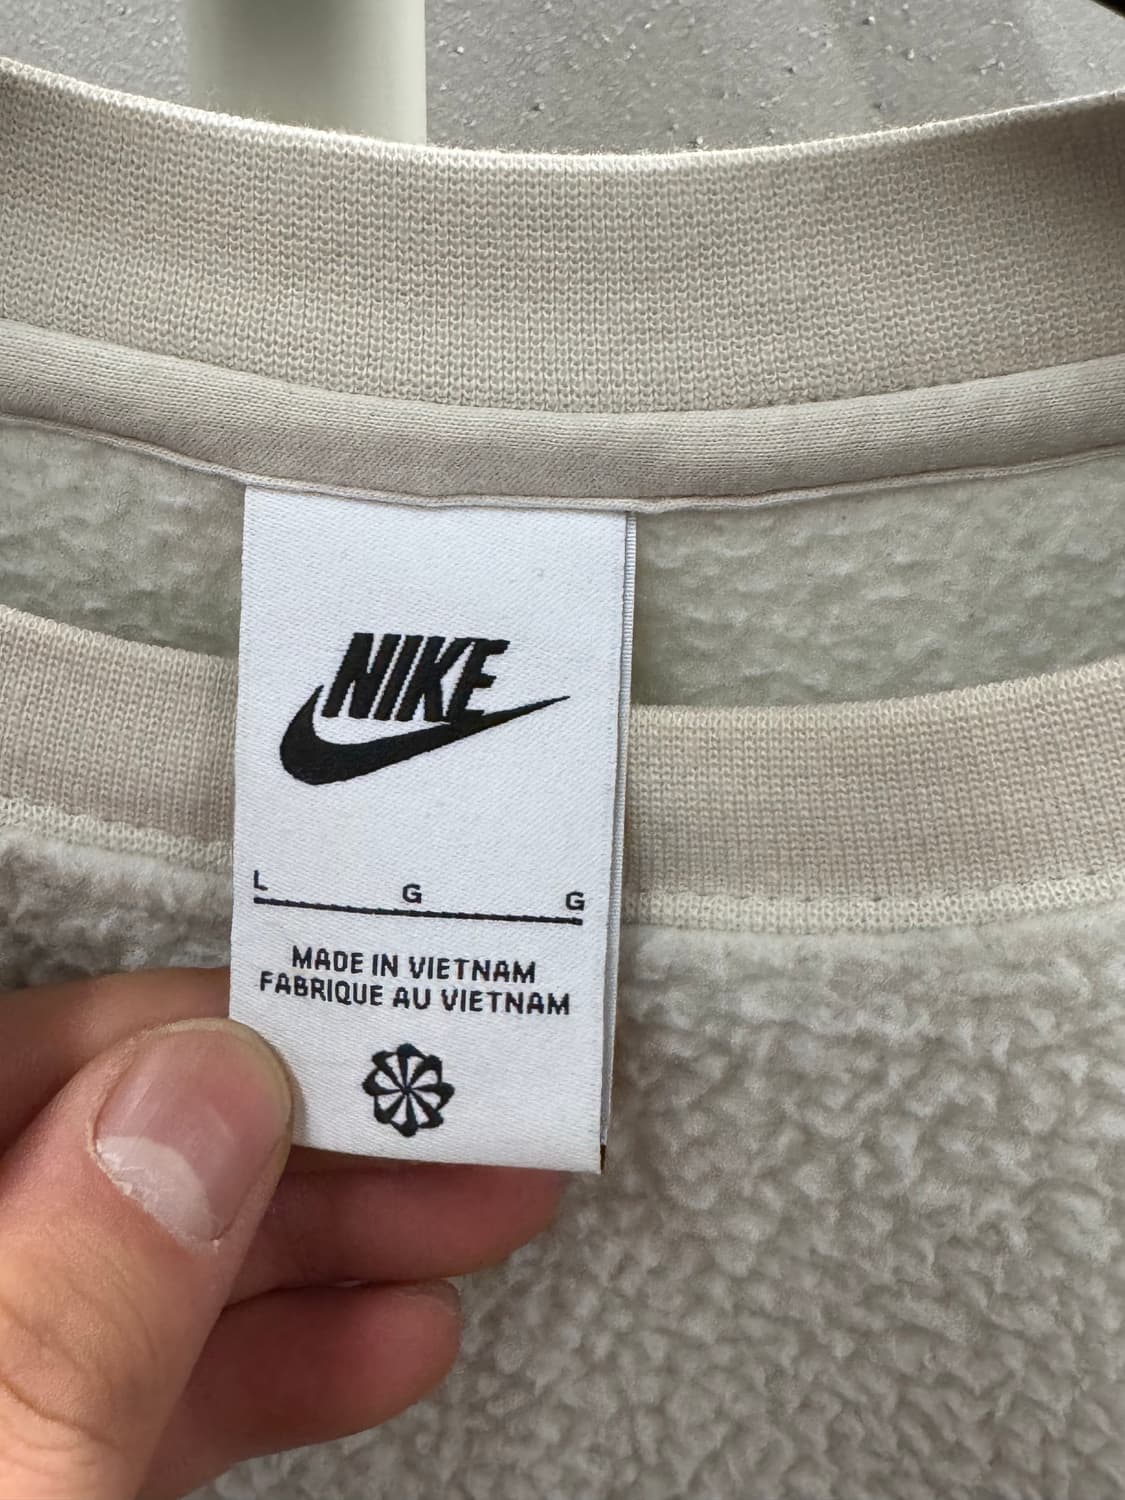 NIKE
L G G
MADE IN VIETNAM
FABRIQUE AU VIETNAM